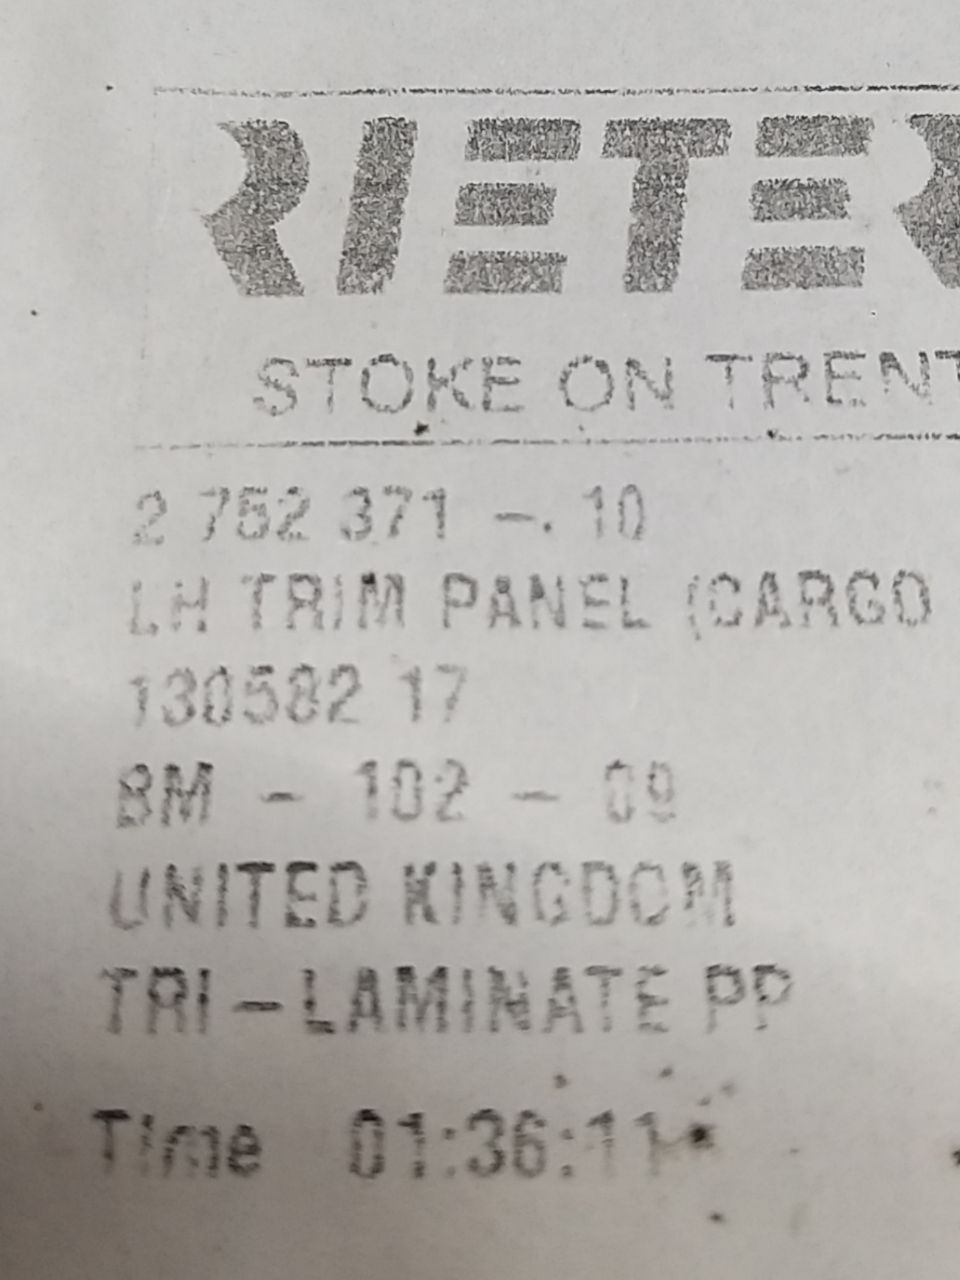 RIETER
STOKE ON TRENT
2 752 371 -. 10
LH TRIM PANEL (CARGO
130582 17
BM - 102 - 09
UNITED KINGDOM
TRI-LAMINATE PP
Time 01:36:11